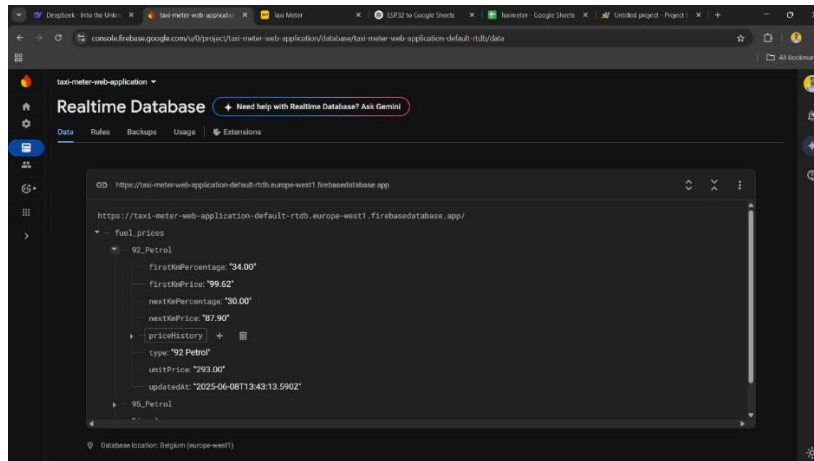 DeepSeek - Into the Unkn
taxi-meter-web-applicatio
Taxi Meter
ESP32 to Google Sheets
Taximeter - Google Sheets
Untitled project - Project
console.firebase.google.com/u/0/project/taxi-meter-web-application/database/taxi-meter-web-application-default-rtdb/data
All Bookmar
taxi-meter-web-application
Realtime Database
Need help with Realtime Database? Ask Gemini
Data Rules Backups Usage Extensions
https://taxi-meter-web-application-default-rtdb.europe-west1.firebasedatabase.app
https://taxi-meter-web-application-default-rtdb.europe-west1.firebasedatabase.app/
fuel_prices
92_Petrol
firstKmPercentage: "34.00"
firstKmPrice: "99.62"
nextKmPercentage: "30.00"
nextKmPrice: "87.90"
priceHistory
type: "92 Petrol"
unitPrice: "293.00"
updatedAt: "2025-06-08T13:43:13.590Z"
95_Petrol
Database location: Belgium (europe-west1)